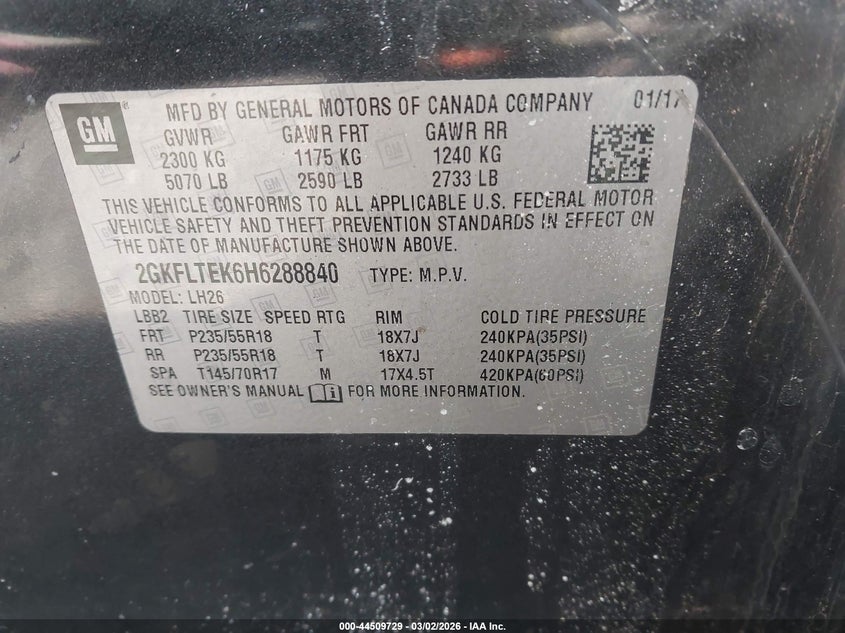 GM
MFD BY GENERAL MOTORS OF CANADA COMPANY 01/17
GVWR GAWR FRT GAWR RR
2300 KG 1175 KG 1240 KG
5070 LB 2590 LB 2733 LB
THIS VEHICLE CONFORMS TO ALL APPLICABLE U.S. FEDERAL MOTOR
VEHICLE SAFETY AND THEFT PREVENTION STANDARDS IN EFFECT ON
THE DATE OF MANUFACTURE SHOWN ABOVE.
2GKFLTEK6H6288840 TYPE: M.P.V.
MODEL: LH26
LBB2 TIRE SIZE SPEED RTG RIM COLD TIRE PRESSURE
FRT P235/55R18 T 18X7J 240KPA(35PSI)
RR P235/55R18 T 18X7J 240KPA(35PSI)
SPA T145/70R17 M 17X4.5T 420KPA(60PSI)
SEE OWNER'S MANUAL FOR MORE INFORMATION.
000-44509729 - 03/02/2026 - IAA Inc.